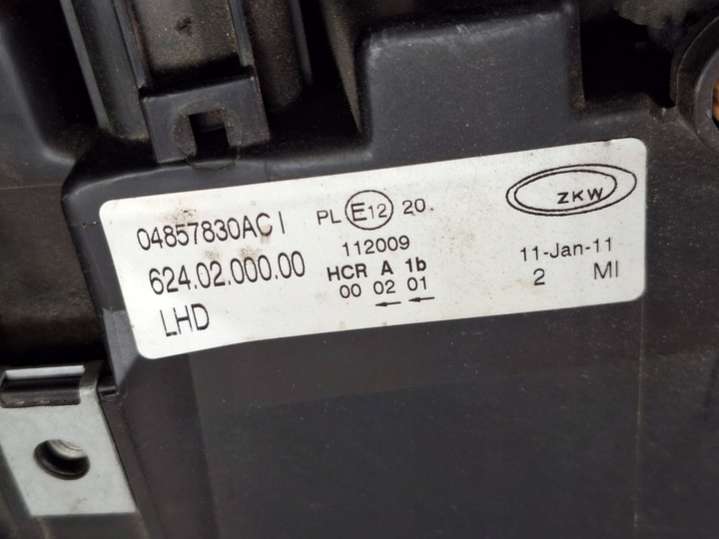 04857830AC I
624.02.000.00
LHD
PL E12 20.
112009
HCR A 1b
00 02 01
← ←
ZKW
11-Jan-11
2 MI